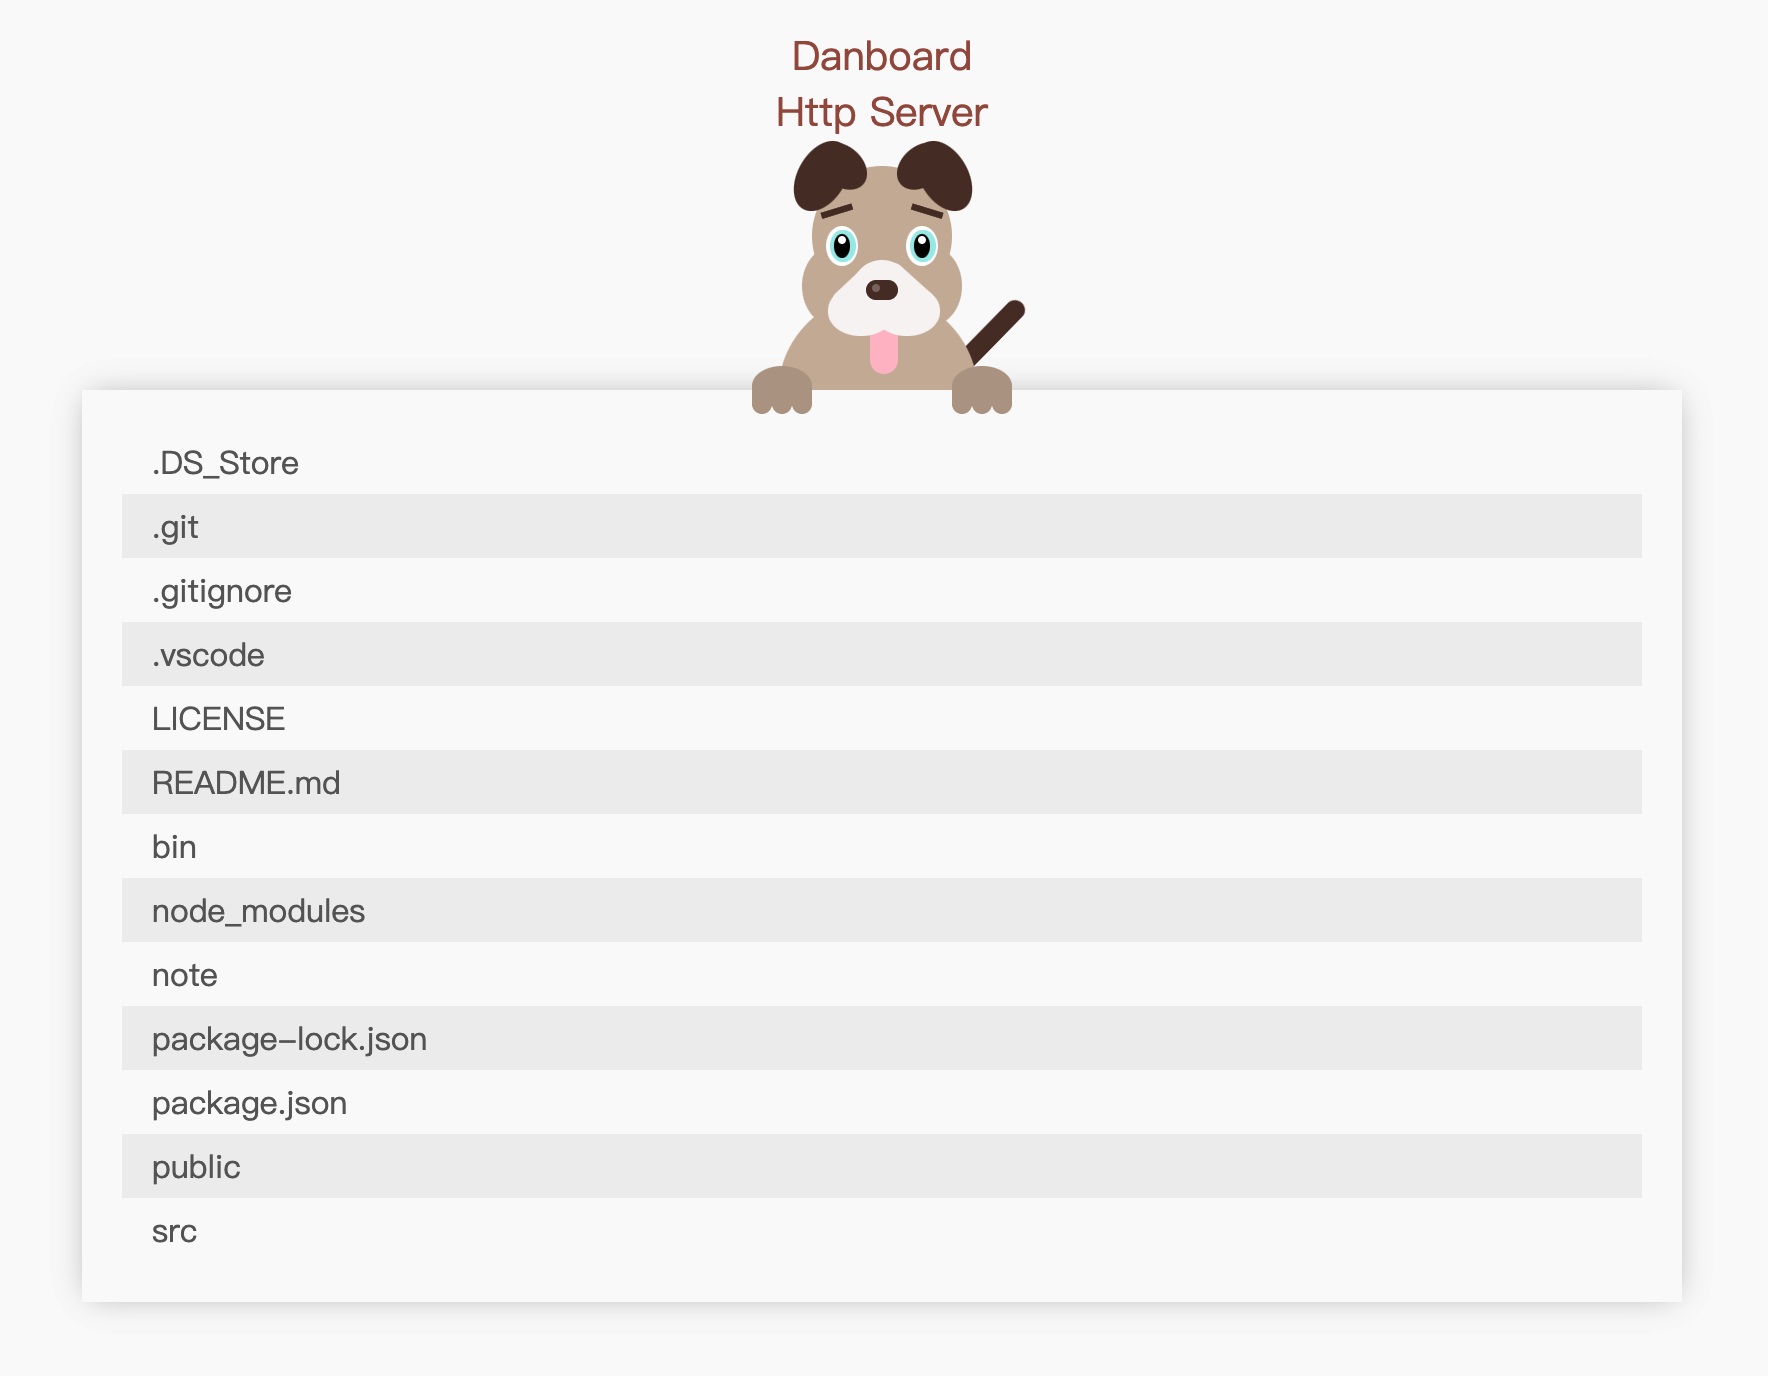 Danboard
Http Server
.DS_Store
.git
.gitignore
.vscode
LICENSE
README.md
bin
node_modules
note
package-lock.json
package.json
public
src